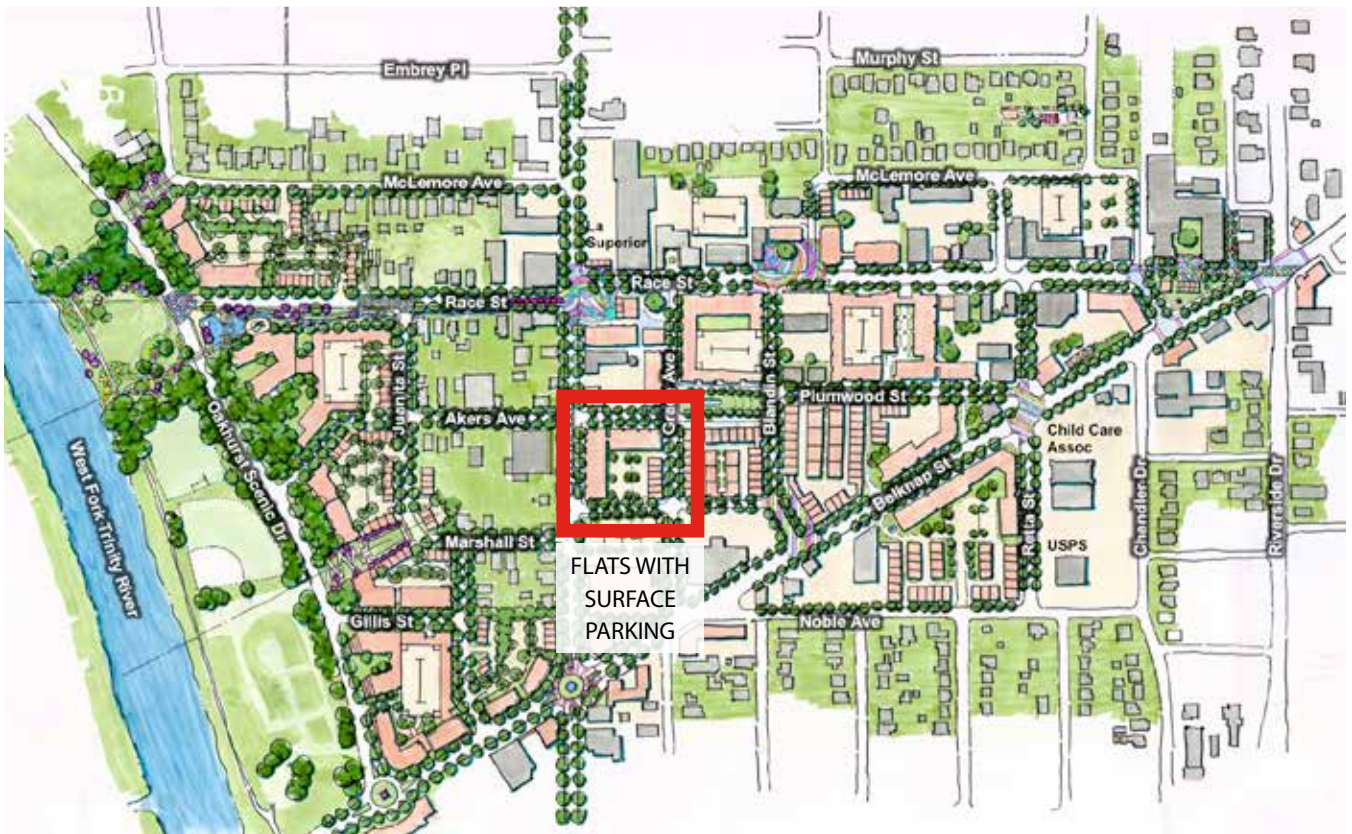 Embrey Pl
Murphy St
McLemore Ave
McLemore Ave
La
Superior
Race St
Race St
Juanita St
Ave
Blandin St
Akers Ave
Plumwood St
Oakhurst Scenic Dr
West Fork Trinity River
Child Care
Assoc
Belknap St
Retta St
Chandler Dr
Riverside Dr
Marshall St
USPS
FLATS WITH
SURFACE
PARKING
Gillis St
Noble Ave